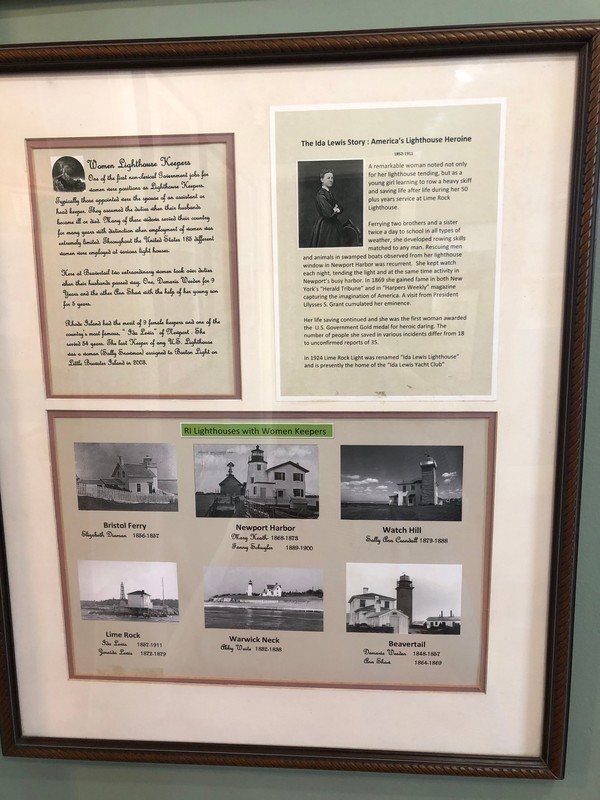 Women Lighthouse Keepers
One of the first non-clerical Government jobs for
women were positions as Lighthouse Keepers.
Typically those appointed were the spouses of an assistant or
head keeper. They assumed the duties when their husbands
became ill or died. Many of these widows served their country
for many years with distinction when employment of women was
extremely limited. Throughout the United States 185 different
women were employed at various light houses.
Here at Beavertail two extraordinary women took over duties
when their husbands passed way. One, Demaris Weeden for 9
Years and the other Ann Shaw with the help of her young son
for 5 years.
Rhode Island had the most of 9 female keepers and one of the
country's most famous, " Ida Lewis" of Newport . She
served 54 years. The last Keeper of any U.S. Lighthouse
was a woman (Sally Snowman) assigned to Boston Light on
Little Brewster Island in 2003.
The Ida Lewis Story : America's Lighthouse Heroine
A remarkable woman noted not only
for her lighthouse tending, but as a
young girl learning to row a heavy skiff
and saving life after life during her 50
plus years service at Lime Rock
Lighthouse.
Ferrying two brothers and a sister
twice a day to school in all types of
weather, she developed rowing skills
matched to any man. Rescuing men
and animals in swamped boats observed from her lighthouse
window in Newport Harbor was recurrent. She kept watch
each night, tending the light and at the same time activity in
Newport's busy harbor. In 1869 she gained fame in both New
York's "Herald Tribune" and in "Harpers Weekly" magazine
capturing the imagination of America. A visit from President
Ulysses S. Grant cumulated her eminence.
Her life saving continued and she was the first woman awarded
the U.S. Government Gold medal for heroic daring. The
number of people she saved in various incidents differ from 18
to unconfirmed reports of 35.
In 1924 Lime Rock Light was renamed "Ida Lewis Lighthouse"
and is presently the home of the "Ida Lewis Yacht Club"
RI Lighthouses with Women Keepers
Bristol Ferry
Elizabeth Diaman 1856-1857
Newport Harbor
Mary Heath 1868-1878
Fanny Schuyler 1889-1900
Watch Hill
Sally Ann Crandall 1879-1888
Lime Rock
Ida Lewis 1857-1911
Zoradia Lewis 1872-1879
Warwick Neck
Abby Waite 1882-1888
Beavertail
Demaris Weeden 1848-1857
Ann Shaw 1864-1869